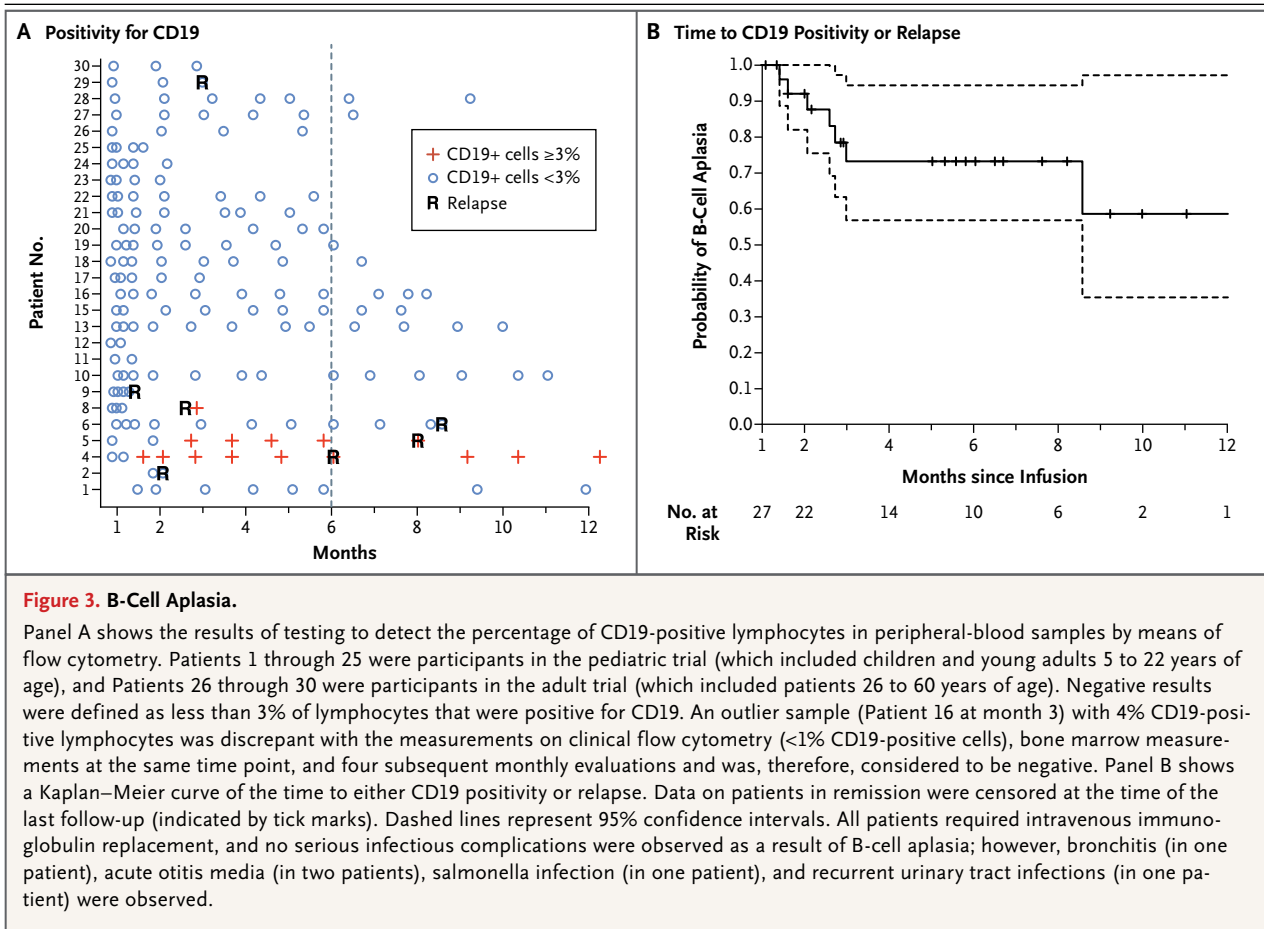 A Positivity for CD19
30
29
28
27
26
25
24
23
22
21
20
19
18
17
16
15
13
12
11
10
9
8
6
5
4
2
1
Patient No.
R
R
R
R
R
R
R
CD19+ cells ≥3%
CD19+ cells <3%
R Relapse
1 2 4 6 8 10 12
Months
B Time to CD19 Positivity or Relapse
1.0
0.9
0.8
0.7
0.6
0.5
0.4
0.3
0.2
0.1
0.0
Probability of B-Cell Aplasia
1 2 4 6 8 10 12
Months since Infusion
No. at
Risk
27 22 14 10 6 2 1
Figure 3. B-Cell Aplasia.
Panel A shows the results of testing to detect the percentage of CD19-positive lymphocytes in peripheral-blood samples by means of
flow cytometry. Patients 1 through 25 were participants in the pediatric trial (which included children and young adults 5 to 22 years of
age), and Patients 26 through 30 were participants in the adult trial (which included patients 26 to 60 years of age). Negative results
were defined as less than 3% of lymphocytes that were positive for CD19. An outlier sample (Patient 16 at month 3) with 4% CD19-posi-
tive lymphocytes was discrepant with the measurements on clinical flow cytometry (<1% CD19-positive cells), bone marrow measure-
ments at the same time point, and four subsequent monthly evaluations and was, therefore, considered to be negative. Panel B shows
a Kaplan–Meier curve of the time to either CD19 positivity or relapse. Data on patients in remission were censored at the time of the
last follow-up (indicated by tick marks). Dashed lines represent 95% confidence intervals. All patients required intravenous immuno-
globulin replacement, and no serious infectious complications were observed as a result of B-cell aplasia; however, bronchitis (in one
patient), acute otitis media (in two patients), salmonella infection (in one patient), and recurrent urinary tract infections (in one pa-
tient) were observed.